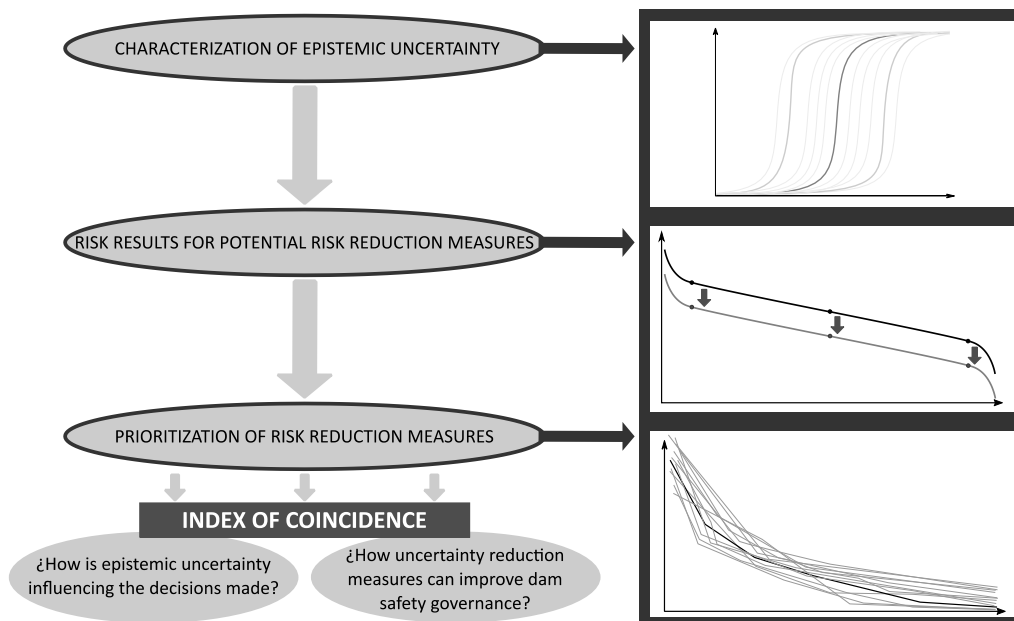 CHARACTERIZATION OF EPISTEMIC UNCERTAINTY
RISK RESULTS FOR POTENTIAL RISK REDUCTION MEASURES
PRIORITIZATION OF RISK REDUCTION MEASURES
INDEX OF COINCIDENCE
¿How is epistemic uncertainty
influencing the decisions made?
¿How uncertainty reduction
measures can improve dam
safety governance?